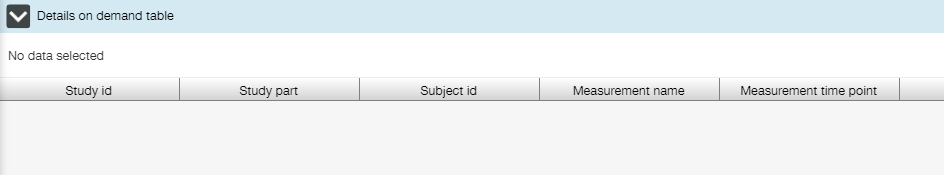 Details on demand table
No data selected
Study id Study part Subject id Measurement name Measurement time point